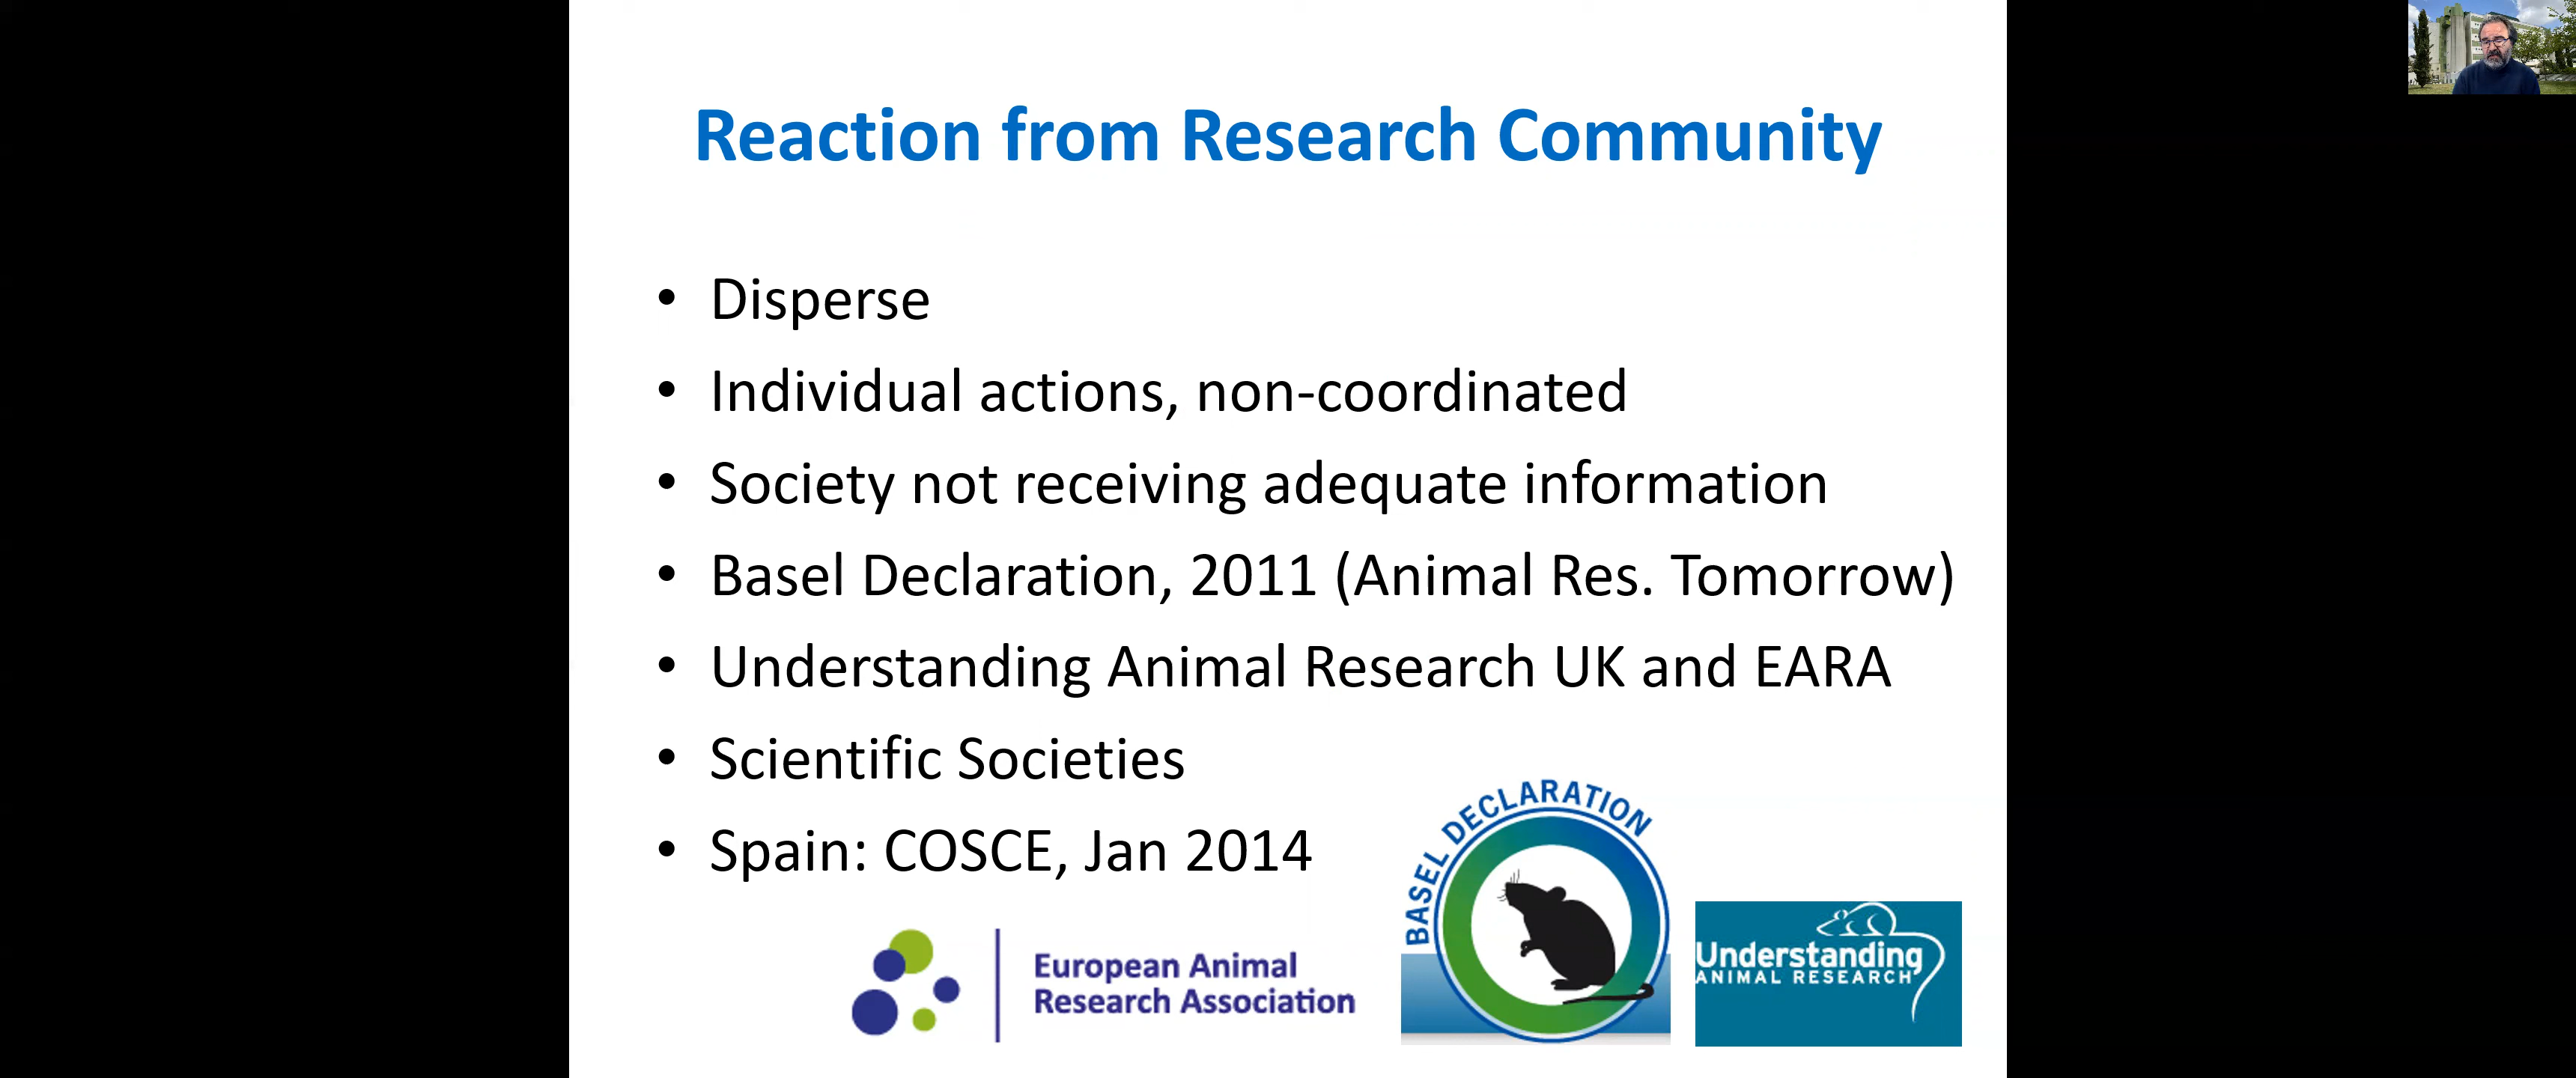 Reaction from Research Community
• Disperse
• Individual actions, non-coordinated
• Society not receiving adequate information
• Basel Declaration, 2011 (Animal Res. Tomorrow)
• Understanding Animal Research UK and EARA
• Scientific Societies
• Spain: COSCE, Jan 2014
BASEL DECLARATION
European Animal
Research Association
Understanding
ANIMAL RESEARCH